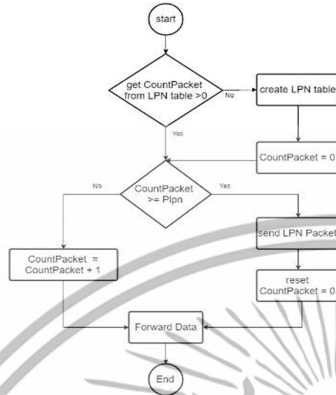 start
get CountPacket
from LPN table >0
No
create LPN table
Yes
CountPacket = 0
CountPacket
>= Plpn
No
Yes
send LPN Packet
CountPacket =
CountPacket + 1
reset
CountPacket = 0
Forward Data
End